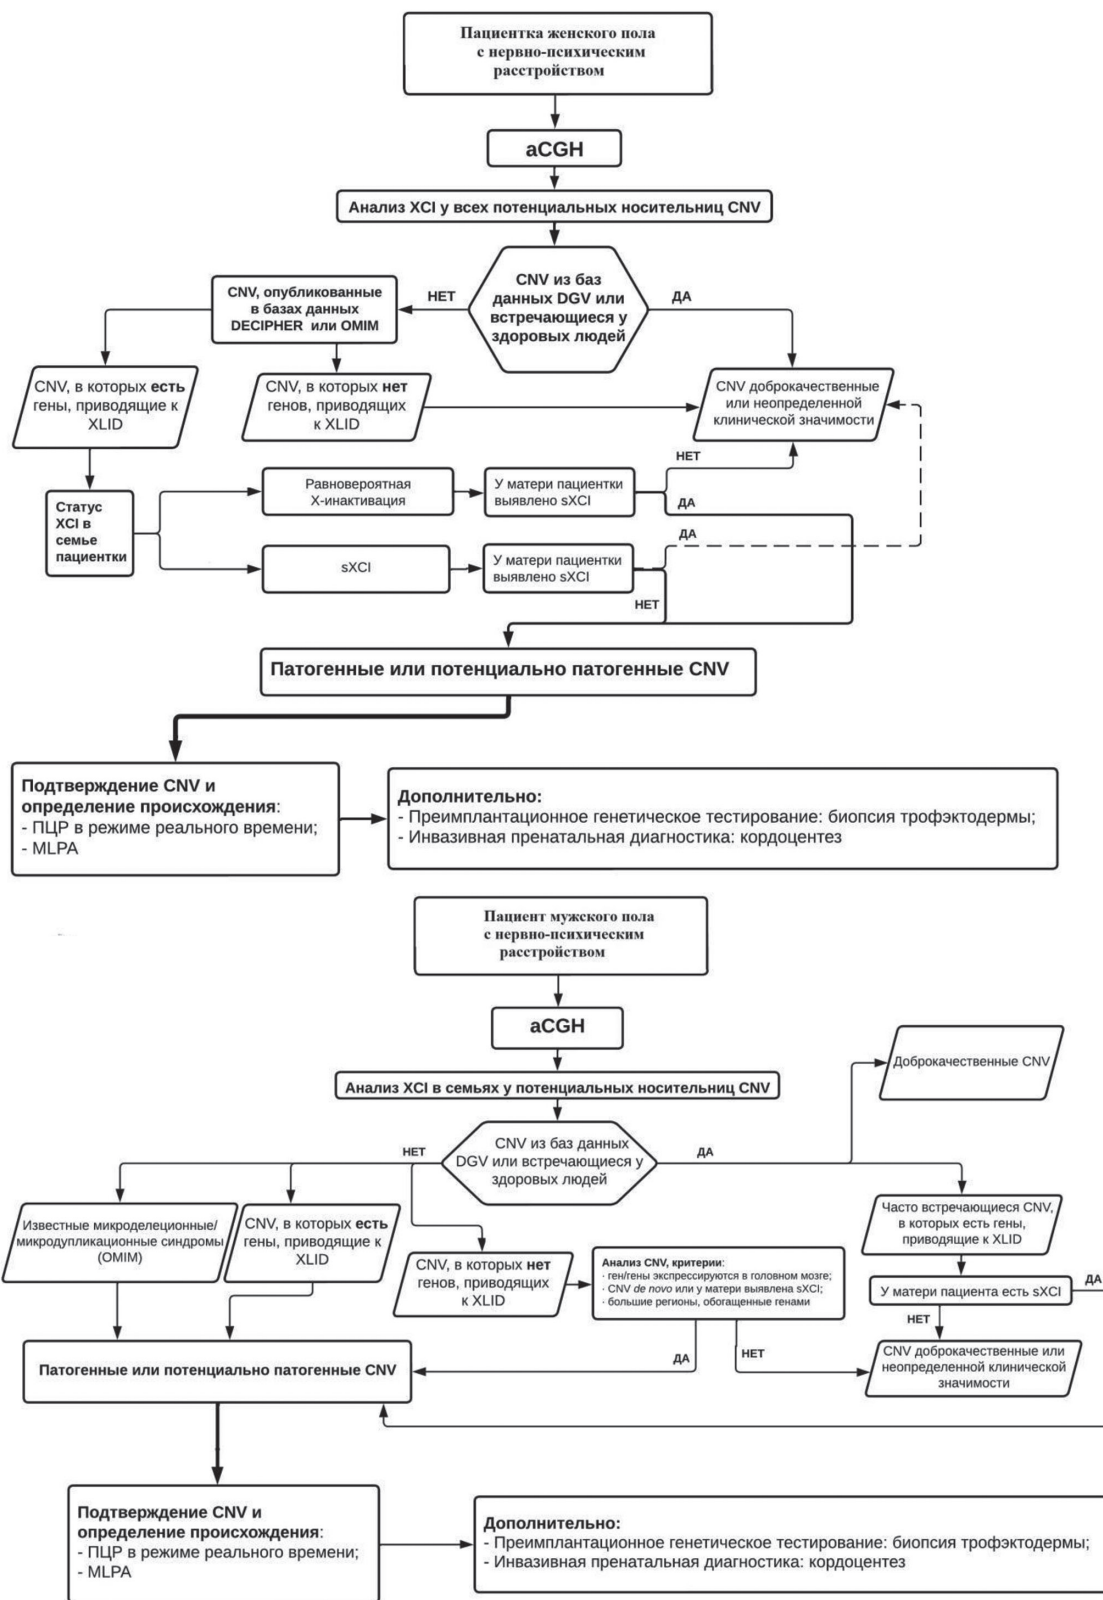 Пациентка женского пола
с нервно-психическим
расстройством
aCGH
Анализ XCI у всех потенциальных носительниц CNV
CNV из баз
данных DGV или
встречающиеся у
здоровых людей
НЕТ
ДА
CNV, опубликованные
в базах данных
DECIPHER или OMIM
CNV, в которых есть
гены, приводящие к
XLID
CNV, в которых нет
генов, приводящих
к XLID
CNV доброкачественные
или неопределенной
клинической значимости
НЕТ
Статус
XCI в
семье
пациентки
Равновероятная
X-инактивация
У матери пациентки
выявлено sXCI
ДА
ДА
sXCI
У матери пациентки
выявлено sXCI
НЕТ
Патогенные или потенциально патогенные CNV
Подтверждение CNV и
определение происхождения:
- ПЦР в режиме реального времени;
- MLPA
Дополнительно:
- Преимплантационное генетическое тестирование: биопсия трофэктодермы;
- Инвазивная пренатальная диагностика: кордоцентез
Пациент мужского пола
с нервно-психическим
расстройством
aCGH
Анализ XCI в семьях у потенциальных носительниц CNV
Доброкачественные CNV
CNV из баз данных
DGV или встречающиеся у
здоровых людей
НЕТ
ДА
Известные микроделеционные/
микродупликационные синдромы
(OMIM)
CNV, в которых есть
гены, приводящие к
XLID
CNV, в которых нет
генов, приводящих
к XLID
Анализ CNV, критерии:
· ген/гены экспрессируются в головном мозге;
· CNV de novo или у матери выявлена sXCI;
· большие регионы, обогащенные генами
Часто встречающиеся CNV,
в которых есть гены,
приводящие к XLID
У матери пациента есть sXCI
ДА
НЕТ
CNV доброкачественные или
неопределенной клинической
значимости
ДА
НЕТ
Патогенные или потенциально патогенные CNV
Подтверждение CNV и
определение происхождения:
- ПЦР в режиме реального времени;
- MLPA
Дополнительно:
- Преимплантационное генетическое тестирование: биопсия трофэктодермы;
- Инвазивная пренатальная диагностика: кордоцентез